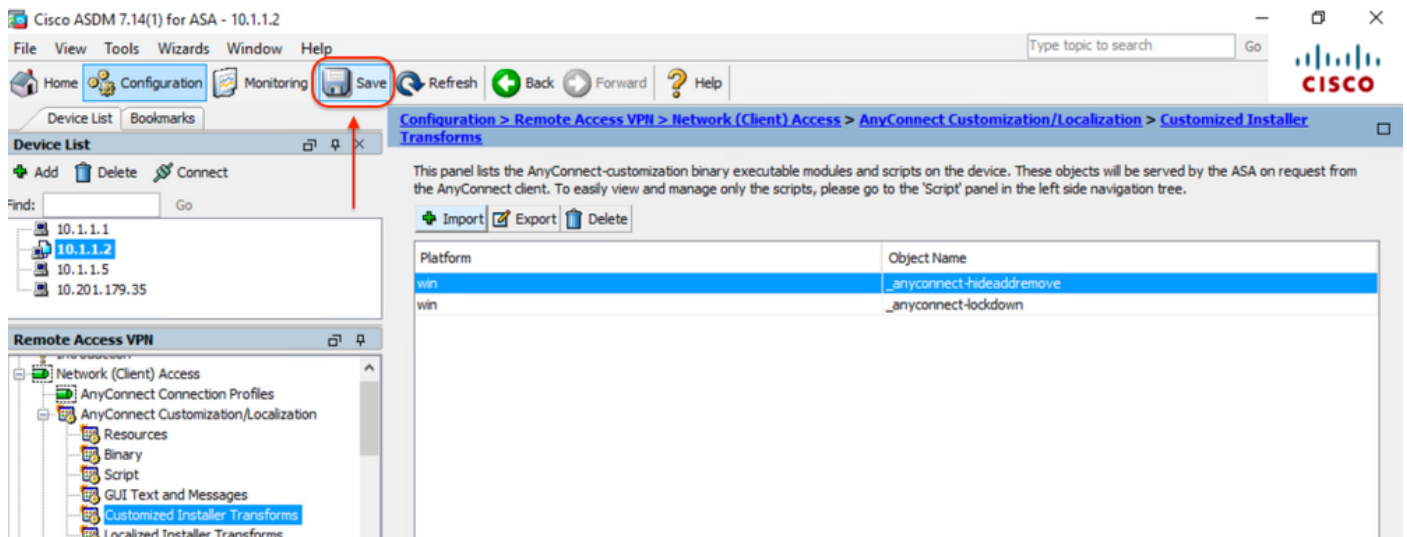 Cisco ASDM 7.14(1) for ASA - 10.1.1.2
File View Tools Wizards Window Help
Type topic to search Go
Home Configuration Monitoring Save Refresh Back Forward Help
CISCO
Device List Bookmarks
Device List
Add Delete Connect
Find: Go
10.1.1.1
10.1.1.2
10.1.1.5
10.201.179.35
Remote Access VPN
Introduction
Network (Client) Access
AnyConnect Connection Profiles
AnyConnect Customization/Localization
Resources
Binary
Script
GUI Text and Messages
Customized Installer Transforms
Localized Installer Transforms
Configuration > Remote Access VPN > Network (Client) Access > AnyConnect Customization/Localization > Customized Installer
Transforms
This panel lists the AnyConnect-customization binary executable modules and scripts on the device. These objects will be served by the ASA on request from
the AnyConnect client. To easily view and manage only the scripts, please go to the 'Script' panel in the left side navigation tree.
Import Export Delete
Platform Object Name
win _anyconnect-hideaddremove
win _anyconnect-lockdown